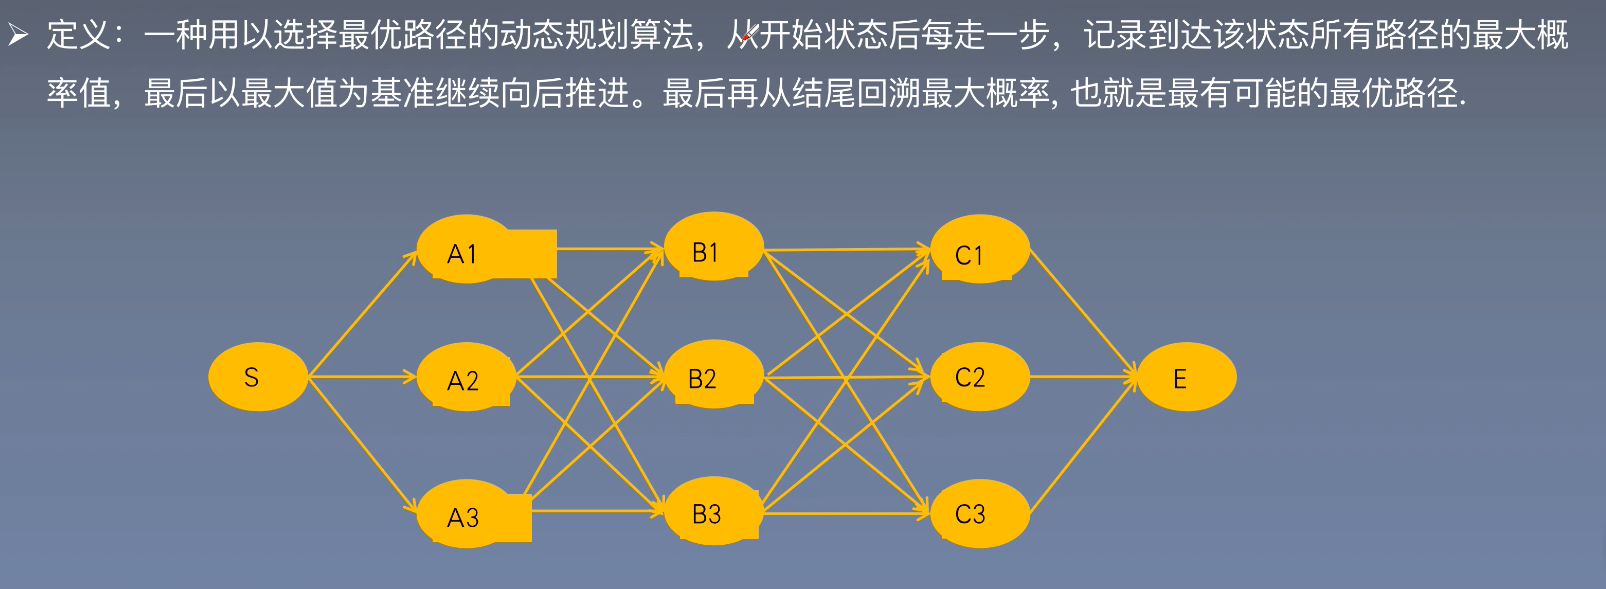 定义：一种用以选择最优路径的动态规划算法，从开始状态后每走一步，记录到达该状态所有路径的最大概
率值，最后以最大值为基准继续向后推进。最后再从结尾回溯最大概率, 也就是最有可能的最优路径.
A1 B1 C1
S A2 B2 C2 E
A3 B3 C3